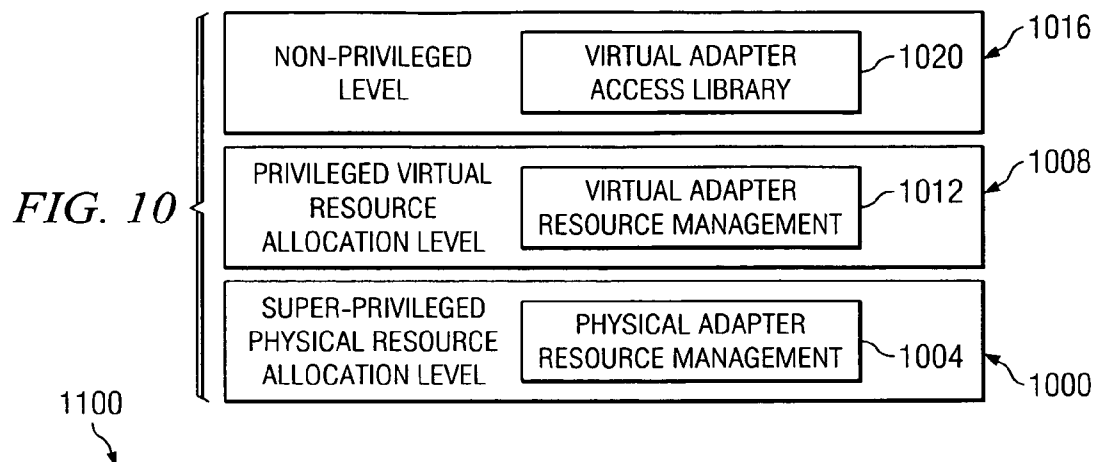 FIG. 10
NON-PRIVILEGED
LEVEL
VIRTUAL ADAPTER
ACCESS LIBRARY
1020
1016
PRIVILEGED VIRTUAL
RESOURCE
ALLOCATION LEVEL
VIRTUAL ADAPTER
RESOURCE MANAGEMENT
1012
1008
SUPER-PRIVILEGED
PHYSICAL RESOURCE
ALLOCATION LEVEL
PHYSICAL ADAPTER
RESOURCE MANAGEMENT
1004
1000
1100